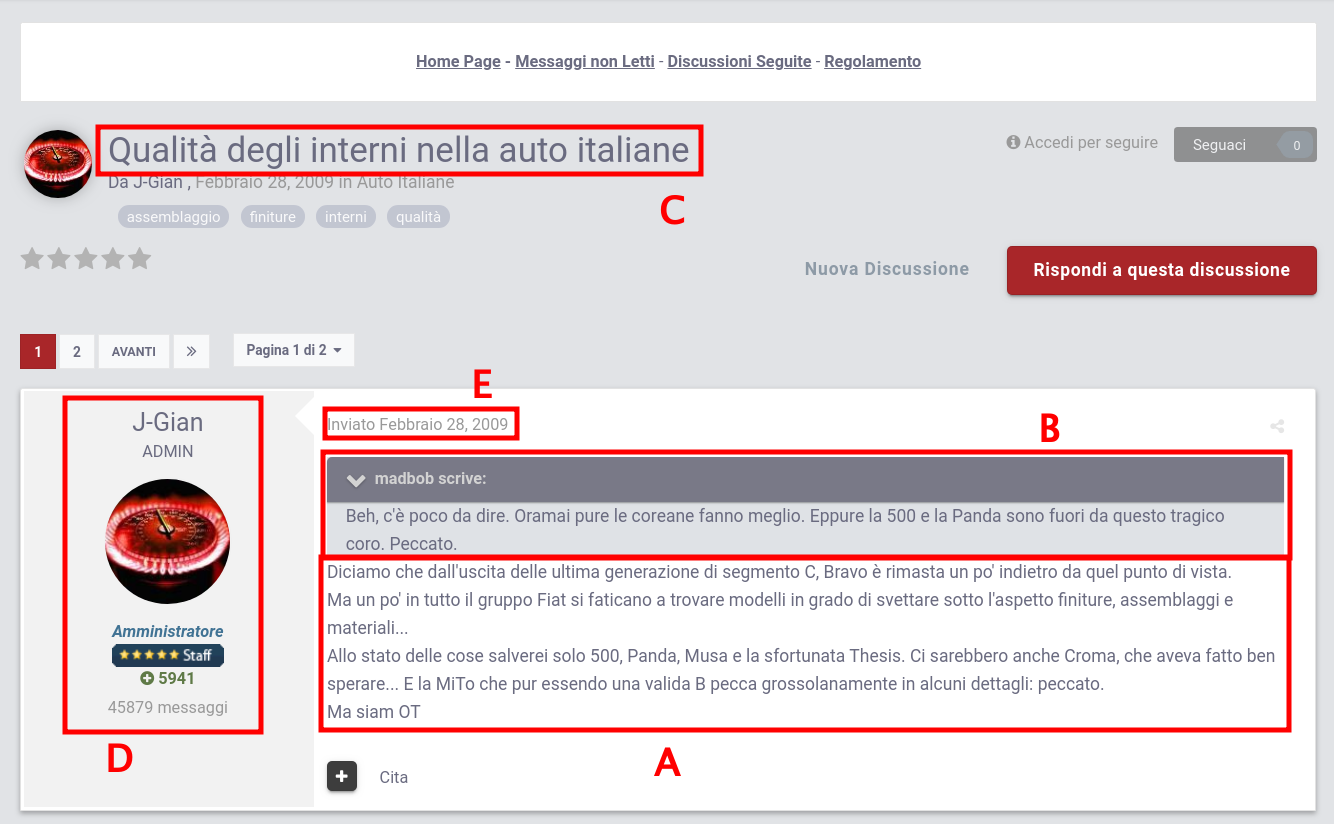 Home Page - Messaggi non Letti - Discussioni Seguite - Regolamento
Qualità degli interni nella auto italiane
Accedi per seguire
Seguaci 0
Da J-Gian , Febbraio 28, 2009 in Auto Italiane
C
assemblaggio finiture interni qualità
Nuova Discussione
Rispondi a questa discussione
1 2 AVANTI » Pagina 1 di 2
E
J-Gian
ADMIN
Amministratore
Staff
5941
45879 messaggi
D
Inviato Febbraio 28, 2009
B
madbob scrive:
Beh, c'è poco da dire. Oramai pure le coreane fanno meglio. Eppure la 500 e la Panda sono fuori da questo tragico
coro. Peccato.
Diciamo che dall'uscita delle ultima generazione di segmento C, Bravo è rimasta un po' indietro da quel punto di vista.
Ma un po' in tutto il gruppo Fiat si faticano a trovare modelli in grado di svettare sotto l'aspetto finiture, assemblaggi e
materiali...
Allo stato delle cose salverei solo 500, Panda, Musa e la sfortunata Thesis. Ci sarebbero anche Croma, che aveva fatto ben
sperare... E la MiTo che pur essendo una valida B pecca grossolanamente in alcuni dettagli: peccato.
Ma siam OT
A
+ Cita